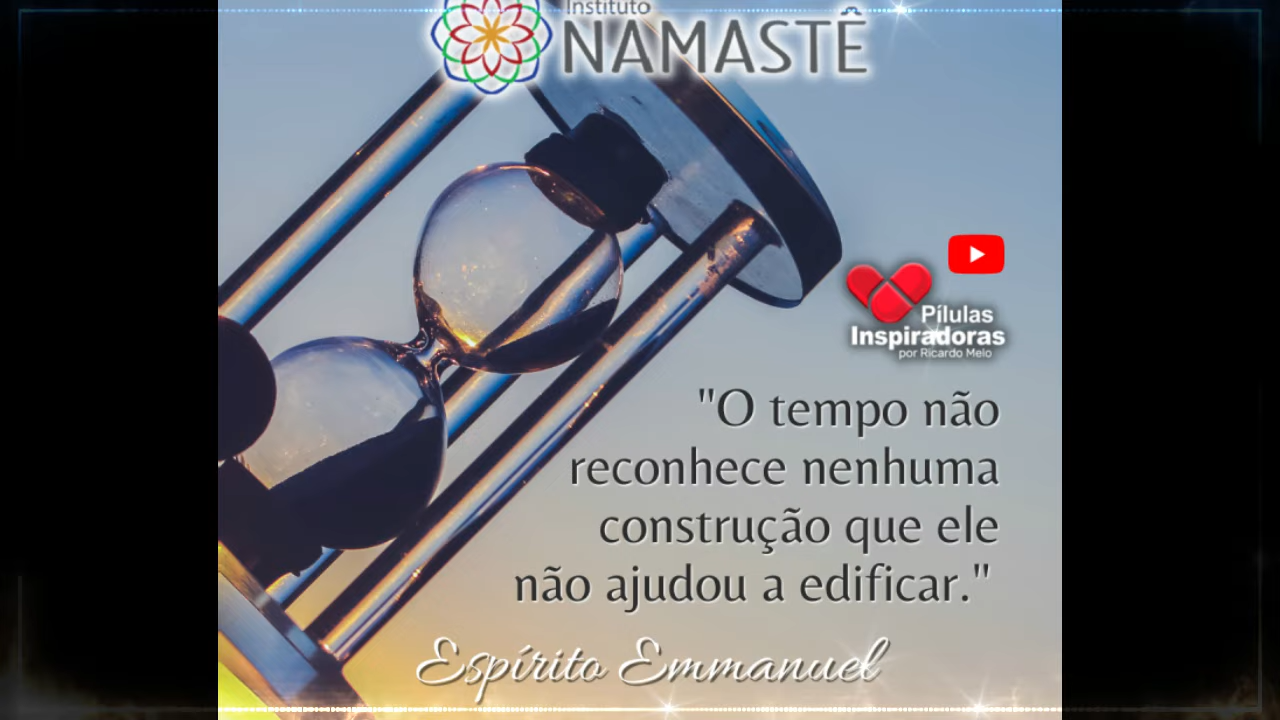 Instituto
NAMASTÊ
Pílulas
Inspiradoras
por Ricardo Melo
"O tempo não
reconhece nenhuma
construção que ele
não ajudou a edificar."
Espírito Emmanuel